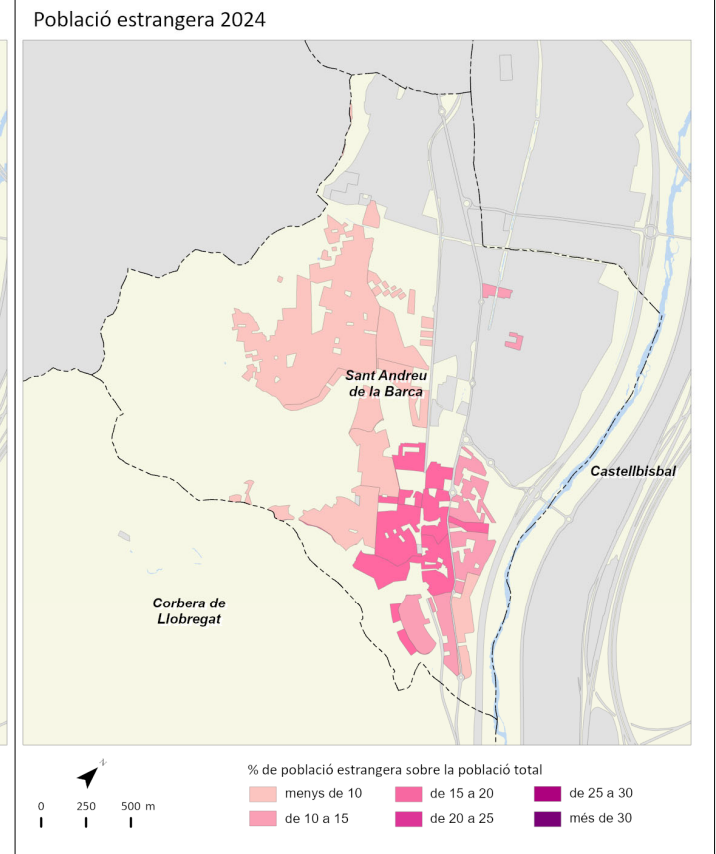 Població estrangera 2024
Sant Andreu
de la Barca
Castellbisbal
Corbera de
Llobregat
N
0 250 500 m
% de població estrangera sobre la població total
menys de 10
de 10 a 15
de 15 a 20
de 20 a 25
de 25 a 30
més de 30